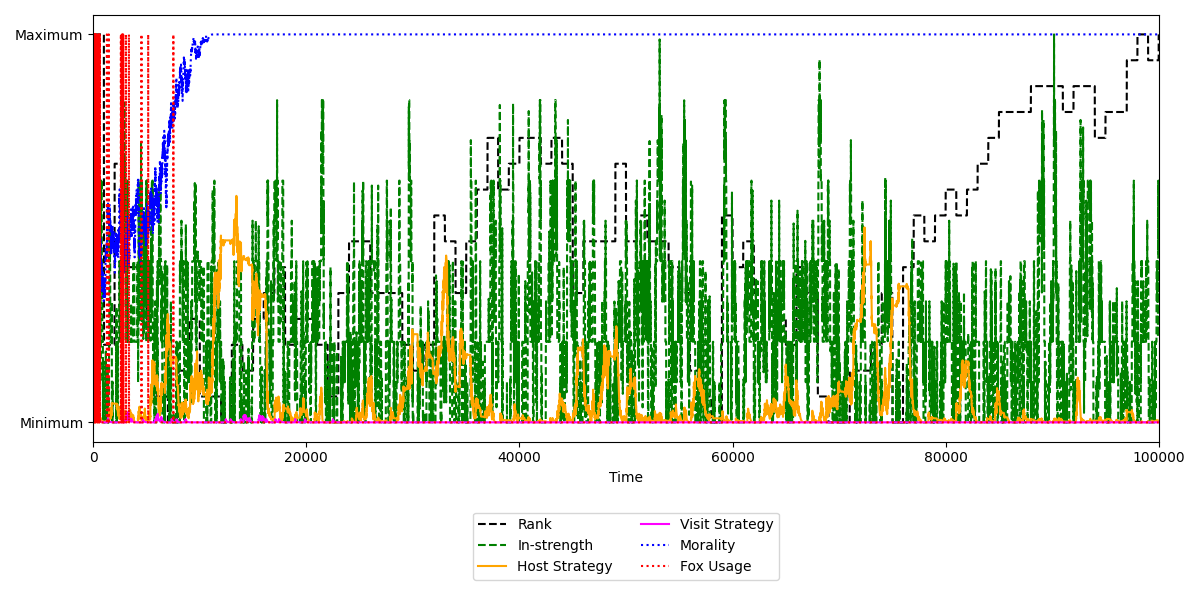 Maximum
Minimum
0 20000 40000 60000 80000 100000
Time
Rank Visit Strategy
In-strength Morality
Host Strategy Fox Usage